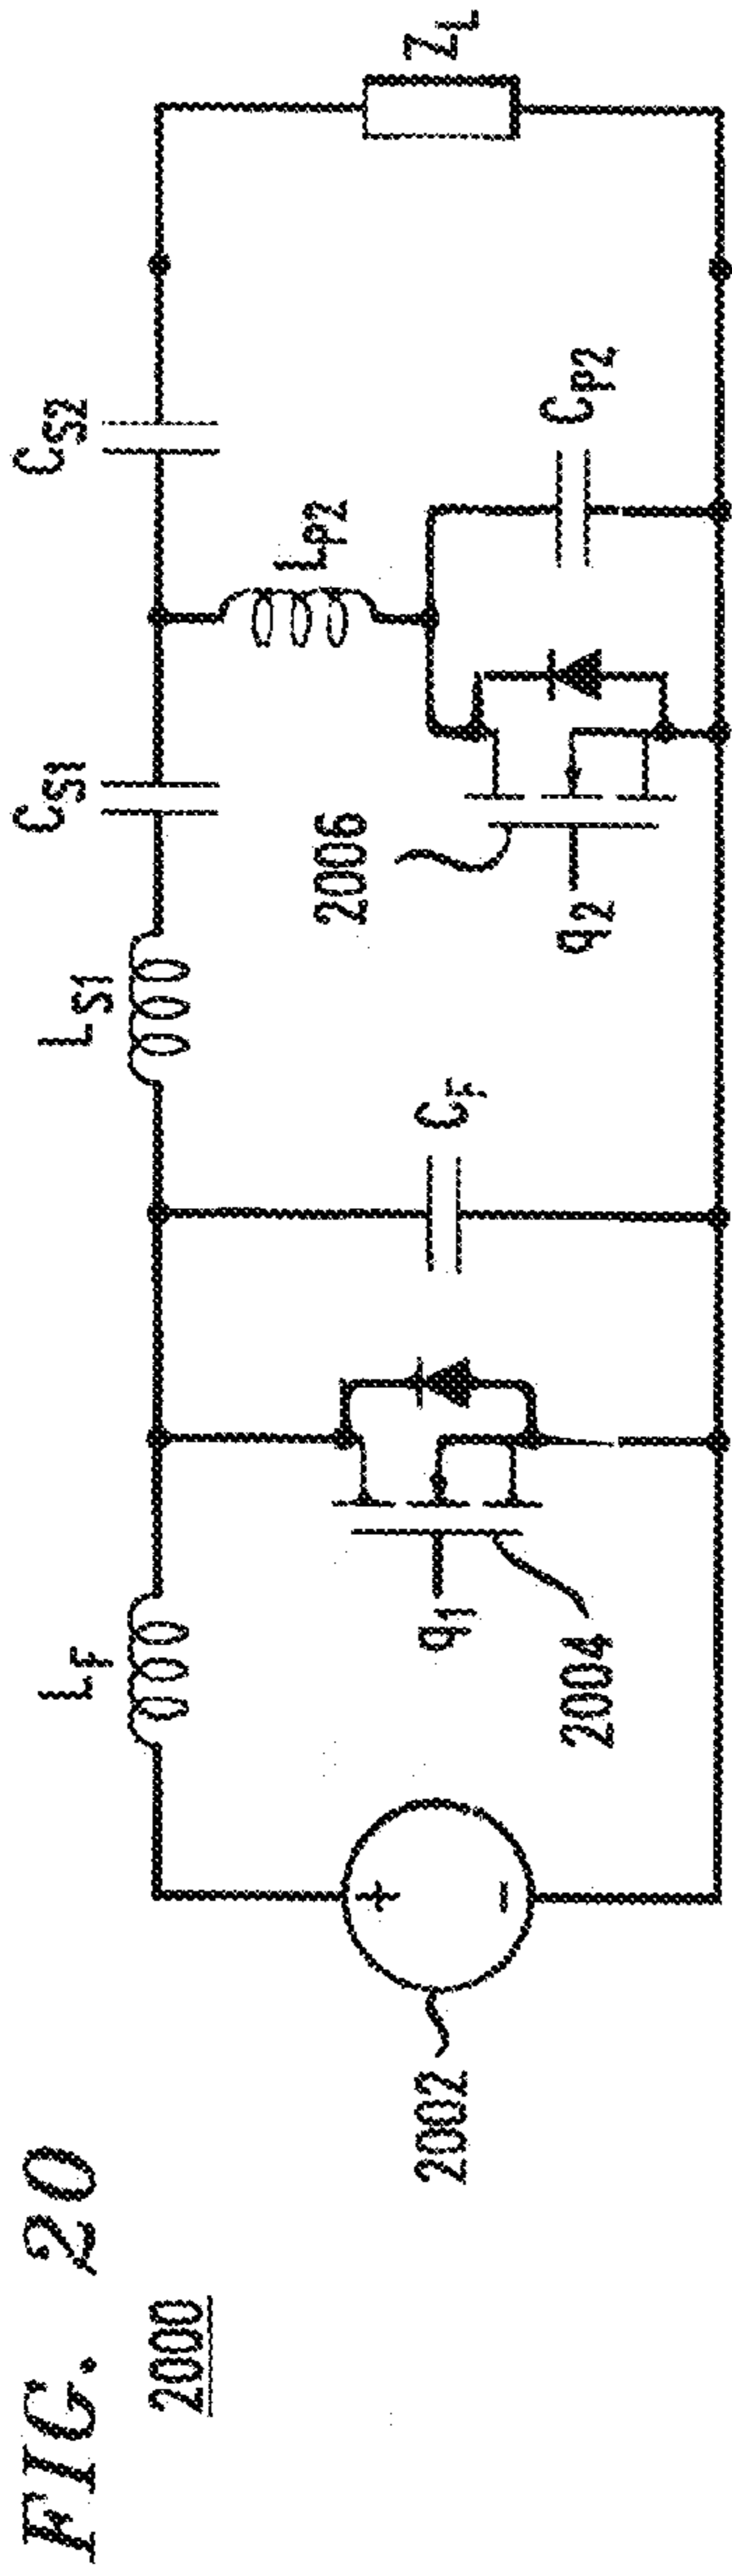 FIG. 20
2000
2002
+
-
L_F
q_1
2004
C_F
L_S1
C_S1
2006
q_2
L_P2
C_S2
C_P2
Z_L